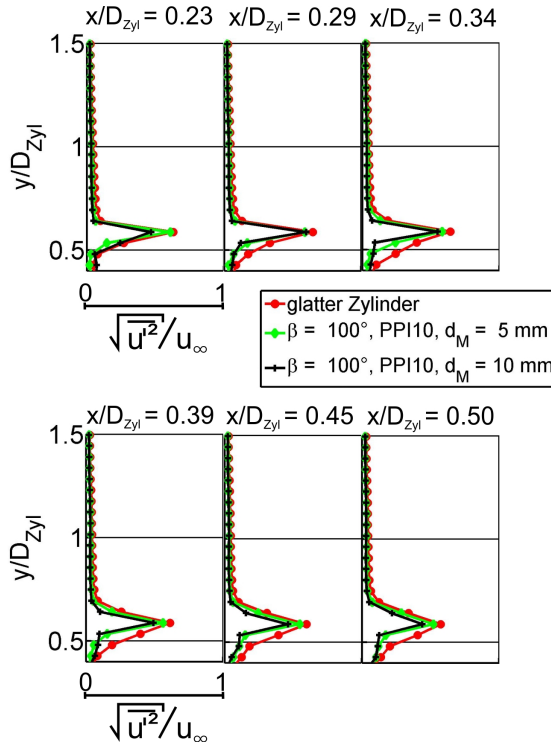 x/D_Zyl = 0.23 x/D_Zyl = 0.29 x/D_Zyl = 0.34
1.5
1
0.5
y/D_Zyl
0 1
√u'²/u∞
glatter Zylinder
β = 100°, PPI10, d_M = 5 mm
β = 100°, PPI10, d_M = 10 mm
x/D_Zyl = 0.39 x/D_Zyl = 0.45 x/D_Zyl = 0.50
1.5
1
0.5
y/D_Zyl
0 1
√u'²/u∞